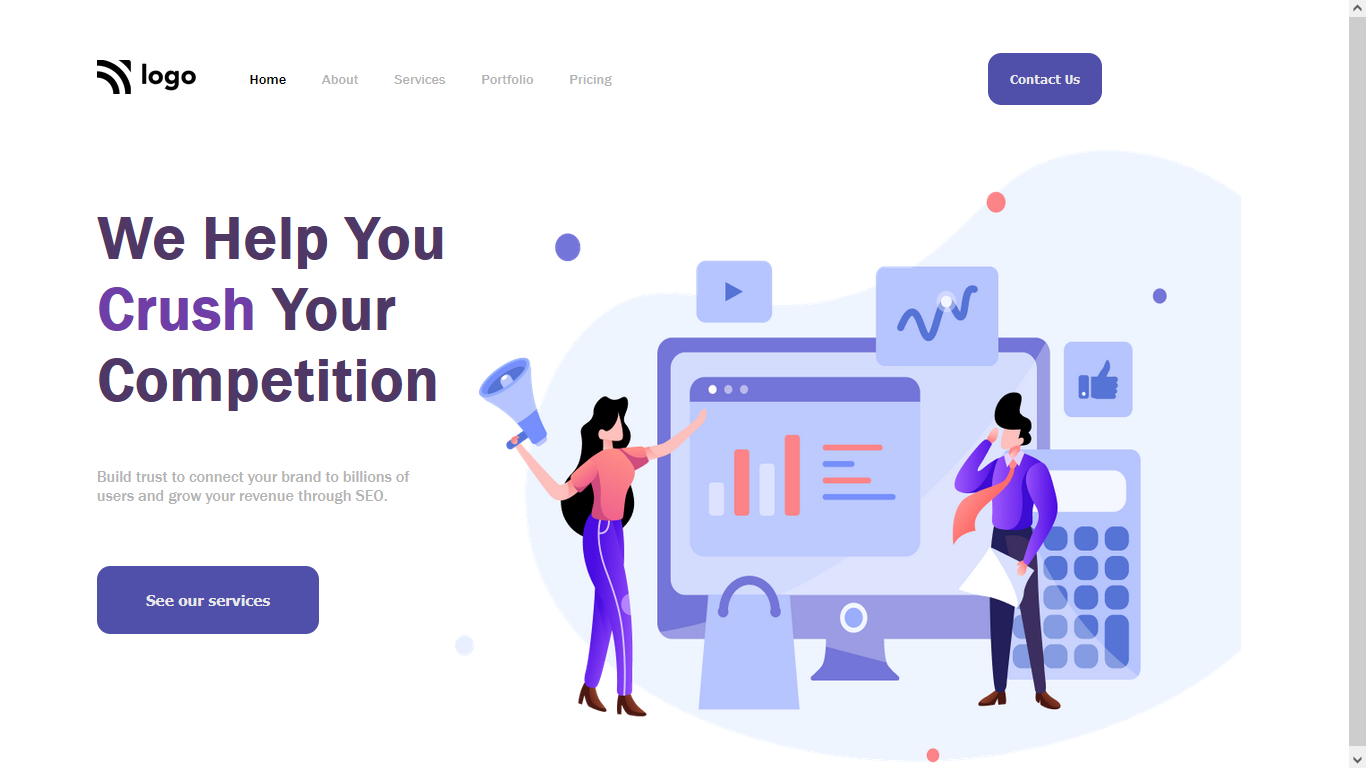 logo
Home About Services Portfolio Pricing
Contact Us
We Help You
Crush Your
Competition
Build trust to connect your brand to billions of
users and grow your revenue through SEO.
See our services